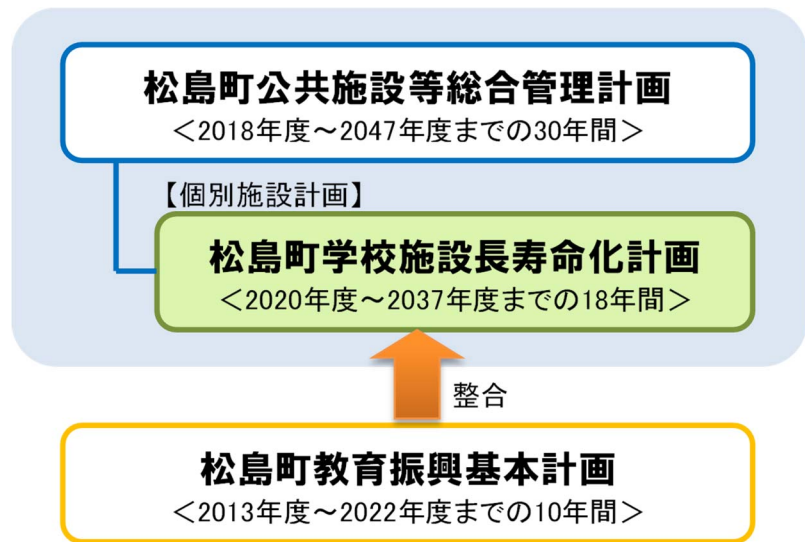 松島町公共施設等総合管理計画
＜2018年度～2047年度までの30年間＞
【個別施設計画】
松島町学校施設長寿命化計画
＜2020年度～2037年度までの18年間＞
整合
松島町教育振興基本計画
＜2013年度～2022年度までの10年間＞